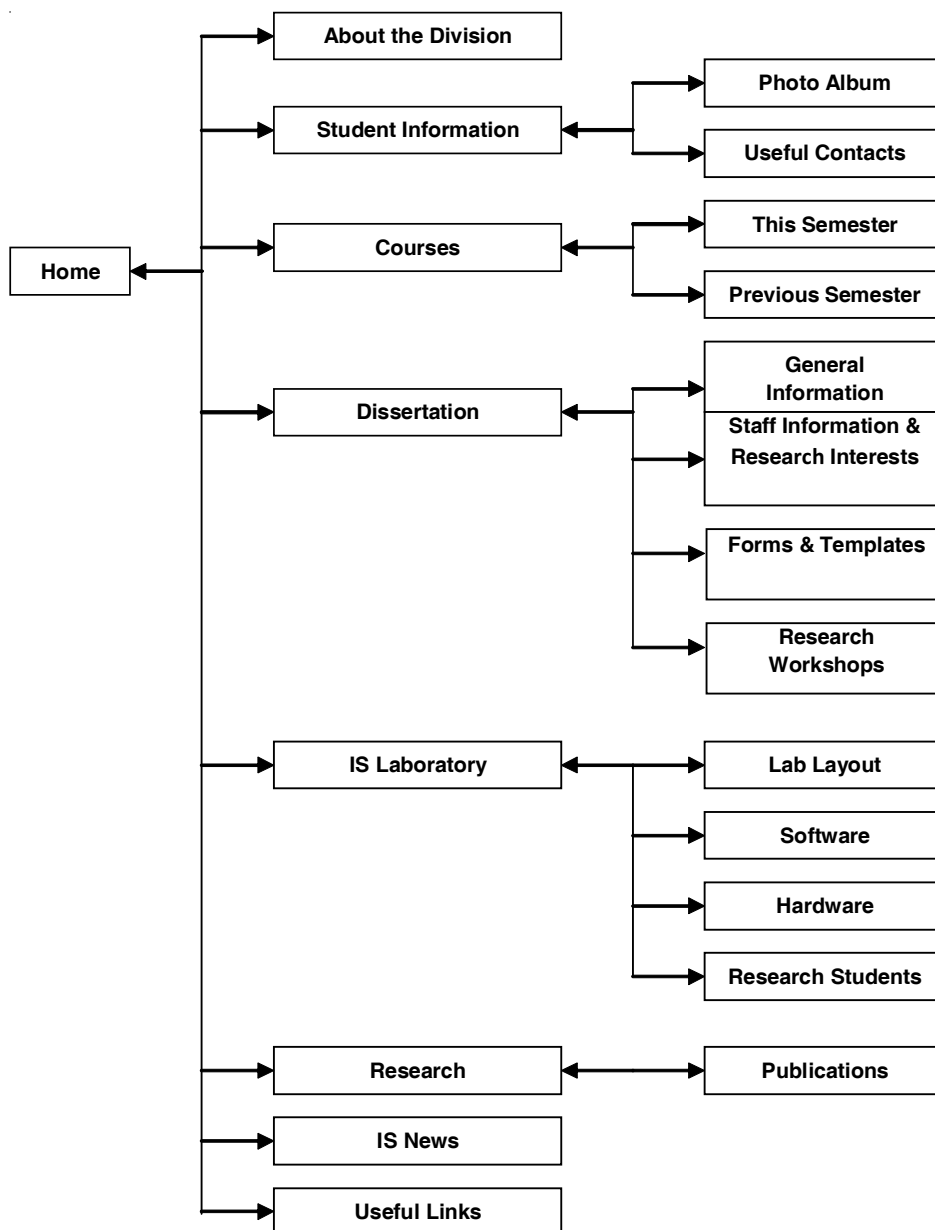 About the Division
Photo Album
Student Information
Useful Contacts
This Semester
Courses
Home
Previous Semester
General
Information
Dissertation
Staff Information &
Research Interests
Forms & Templates
Research
Workshops
IS Laboratory
Lab Layout
Software
Hardware
Research Students
Research
Publications
IS News
Useful Links